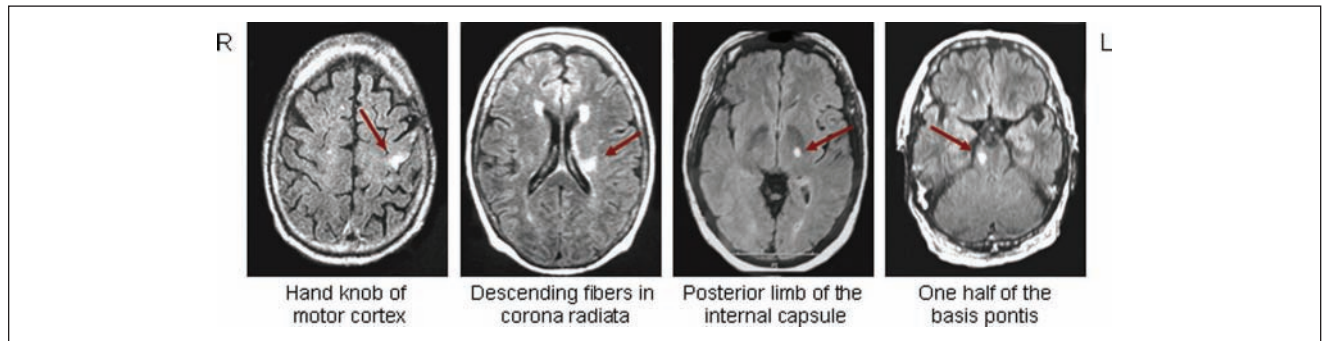 R
L
Hand knob of
motor cortex
Descending fibers in
corona radiata
Posterior limb of the
internal capsule
One half of the
basis pontis